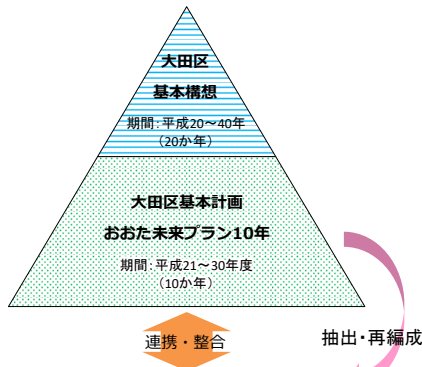 大田区
基本構想
期間:平成20～40年
(20か年)
大田区基本計画
おおた未来プラン10年
期間:平成21～30年度
(10か年)
連携・整合
抽出・再編成